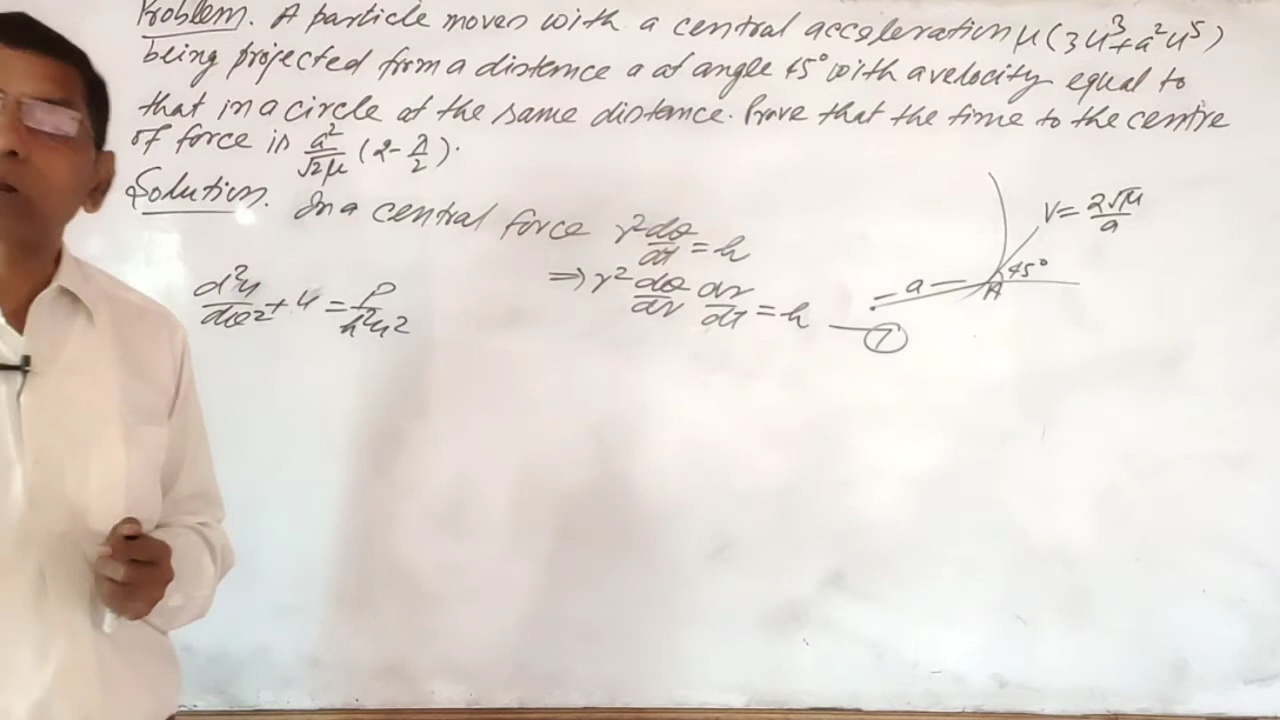 Problem. A particle moves with a central acceleration μ(3u³+a²u⁵)
being projected from a distance a at angle 45° with a velocity equal to
that in a circle at the same distance. Prove that the time to the centre
of force is a²/√2μ (2-π/2).
Solution. In a central force r² dθ/dt = h
d²u/dθ² + u = P/h²u²
⇒ r² dθ/dr dr/dt = h — ①
V = 2√μ/a
45°
a
A